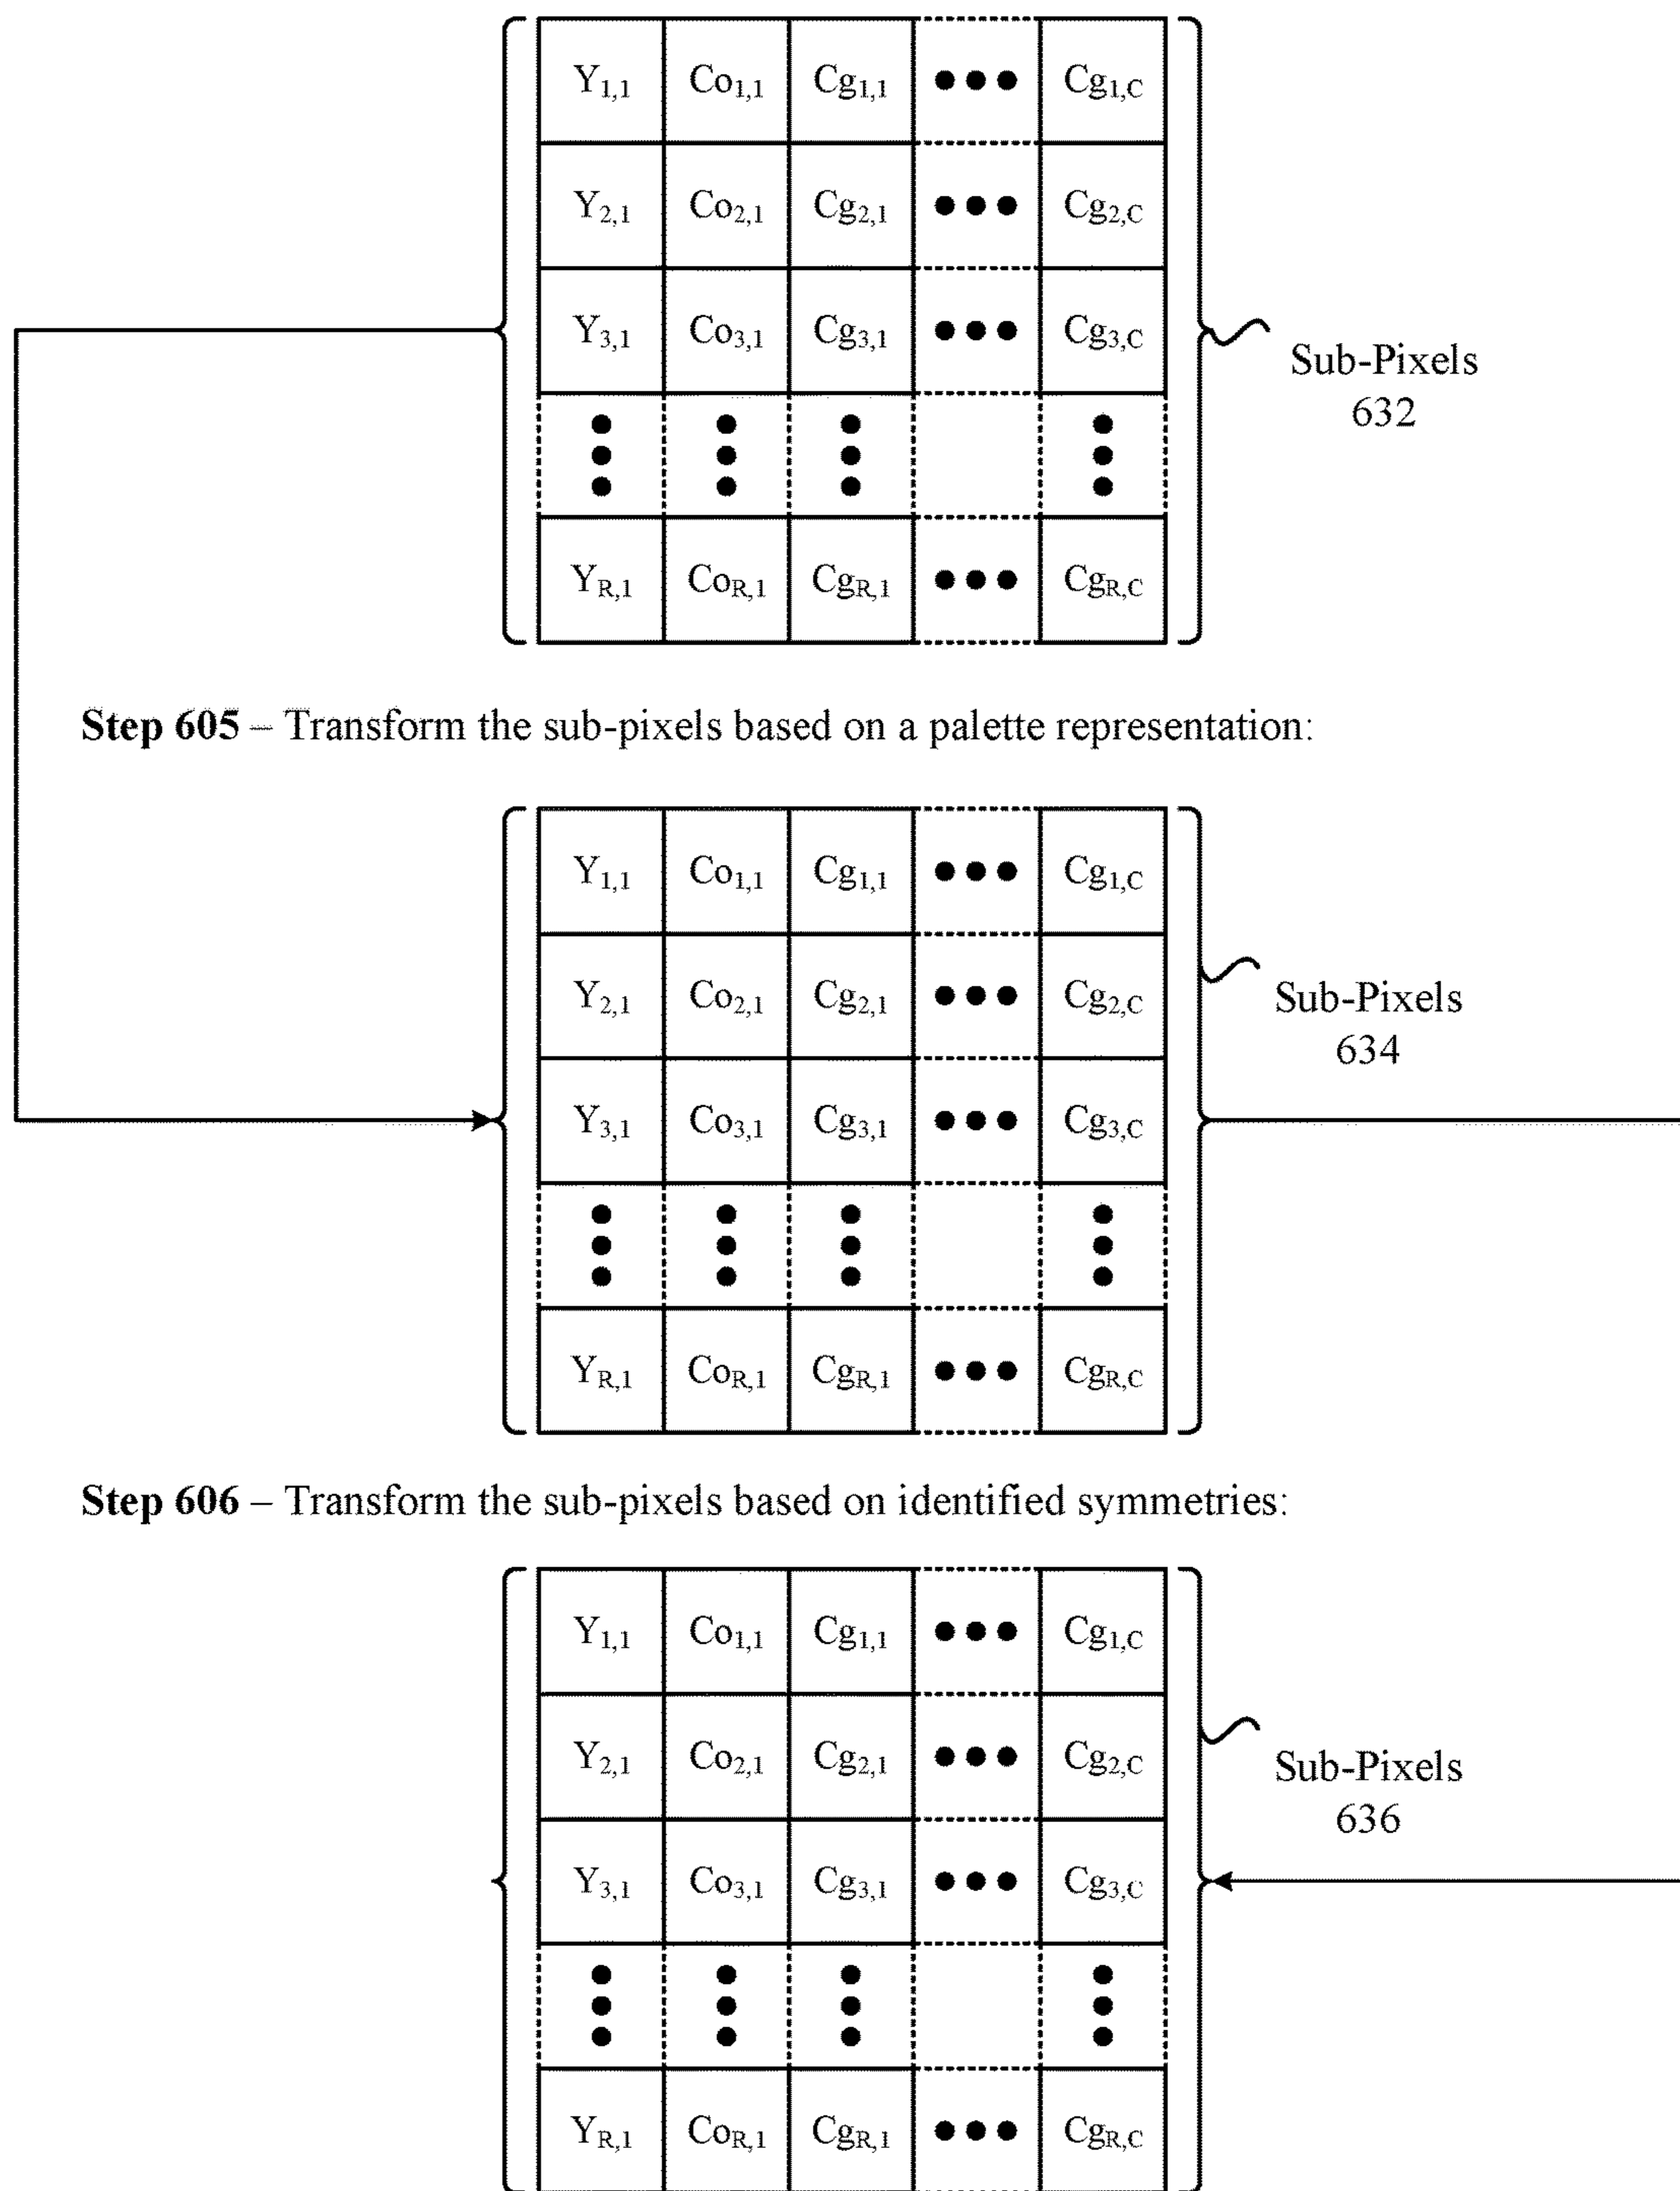 Y1,1 Co1,1 Cg1,1 ●●● Cg1,C
Y2,1 Co2,1 Cg2,1 ●●● Cg2,C
Y3,1 Co3,1 Cg3,1 ●●● Cg3,C
Sub-Pixels
632
YR,1 CoR,1 CgR,1 ●●● CgR,C
Step 605 – Transform the sub-pixels based on a palette representation:
Y1,1 Co1,1 Cg1,1 ●●● Cg1,C
Y2,1 Co2,1 Cg2,1 ●●● Cg2,C
Sub-Pixels
634
Y3,1 Co3,1 Cg3,1 ●●● Cg3,C
YR,1 CoR,1 CgR,1 ●●● CgR,C
Step 606 – Transform the sub-pixels based on identified symmetries:
Y1,1 Co1,1 Cg1,1 ●●● Cg1,C
Y2,1 Co2,1 Cg2,1 ●●● Cg2,C
Sub-Pixels
636
Y3,1 Co3,1 Cg3,1 ●●● Cg3,C
YR,1 CoR,1 CgR,1 ●●● CgR,C